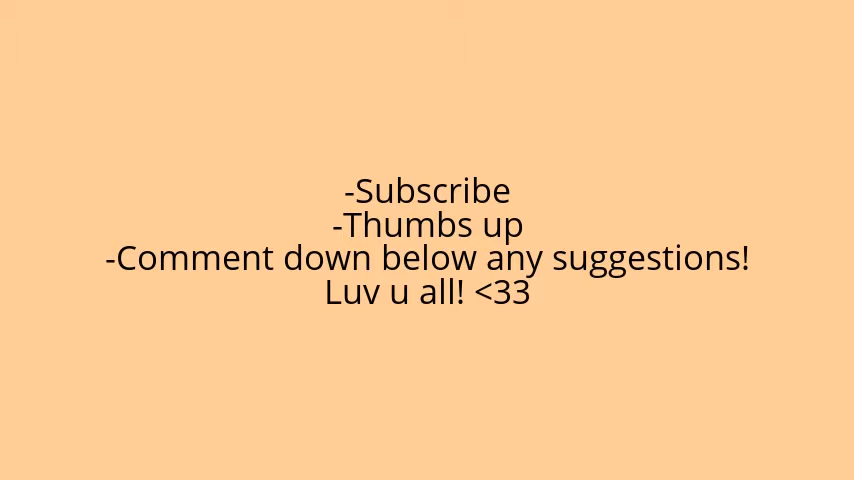 -Subscribe
-Thumbs up
-Comment down below any suggestions!
Luv u all! <33